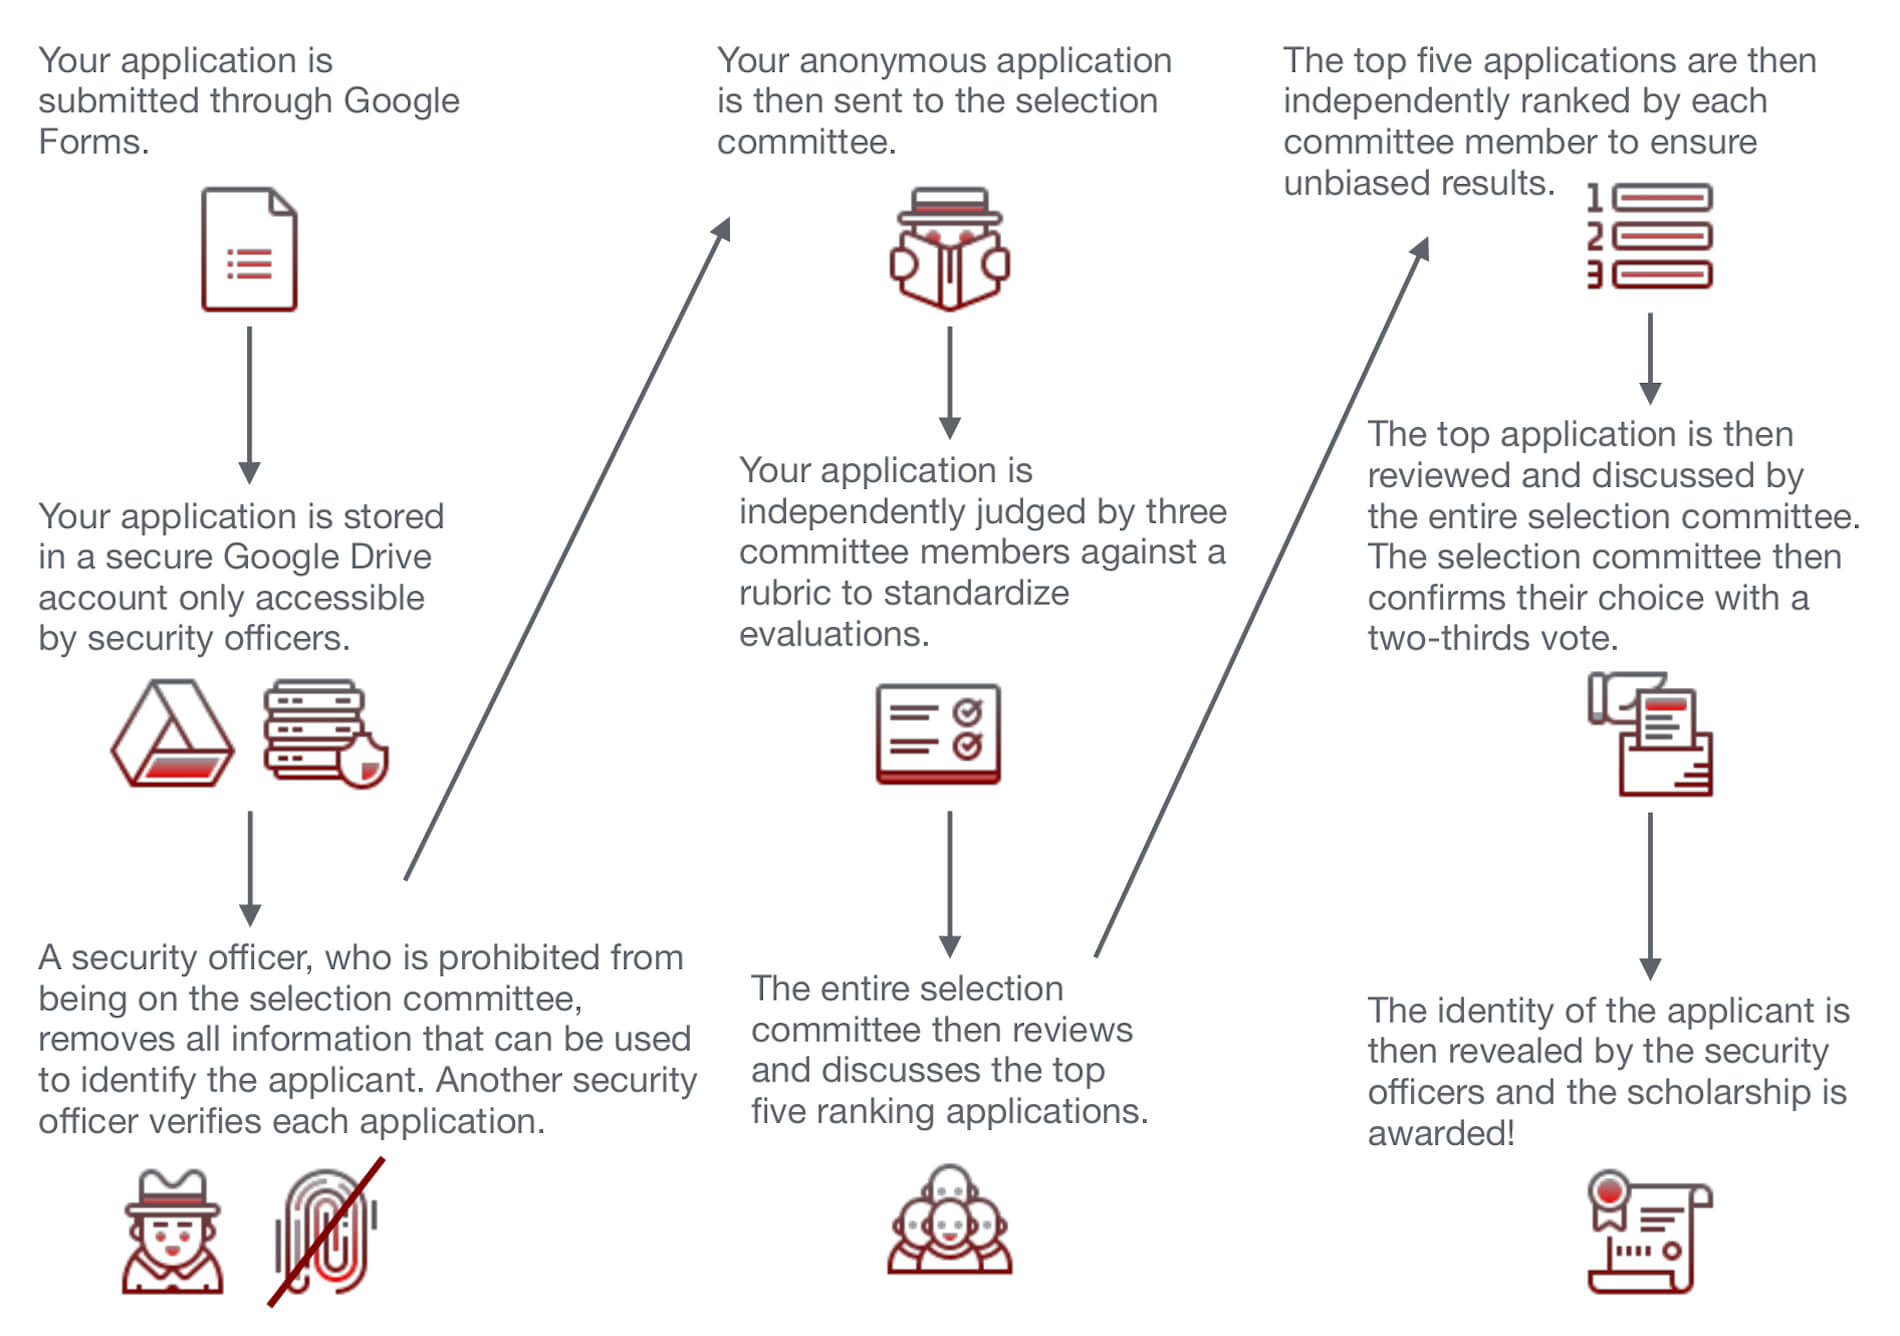 Your application is
submitted through Google
Forms.
Your application is stored
in a secure Google Drive
account only accessible
by security officers.
A security officer, who is prohibited from
being on the selection committee,
removes all information that can be used
to identify the applicant. Another security
officer verifies each application.
Your anonymous application
is then sent to the selection
committee.
Your application is
independently judged by three
committee members against a
rubric to standardize
evaluations.
The entire selection
committee then reviews
and discusses the top
five ranking applications.
The top five applications are then
independently ranked by each
committee member to ensure
unbiased results.
1
2
3
The top application is then
reviewed and discussed by
the entire selection committee.
The selection committee then
confirms their choice with a
two-thirds vote.
The identity of the applicant is
then revealed by the security
officers and the scholarship is
awarded!